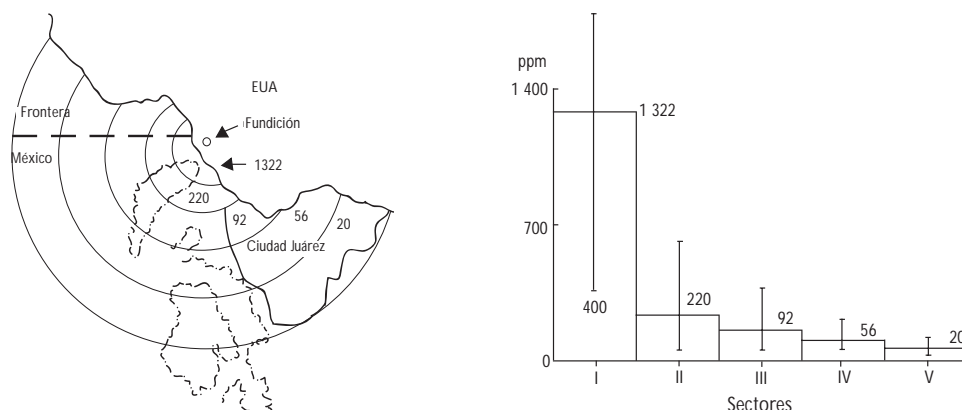 EUA
Frontera
Fundición
México
1322
220
92
56
20
Ciudad Juárez
ppm
1 400
1 322
700
400
220
92
56
20
0
I II III IV V
Sectores